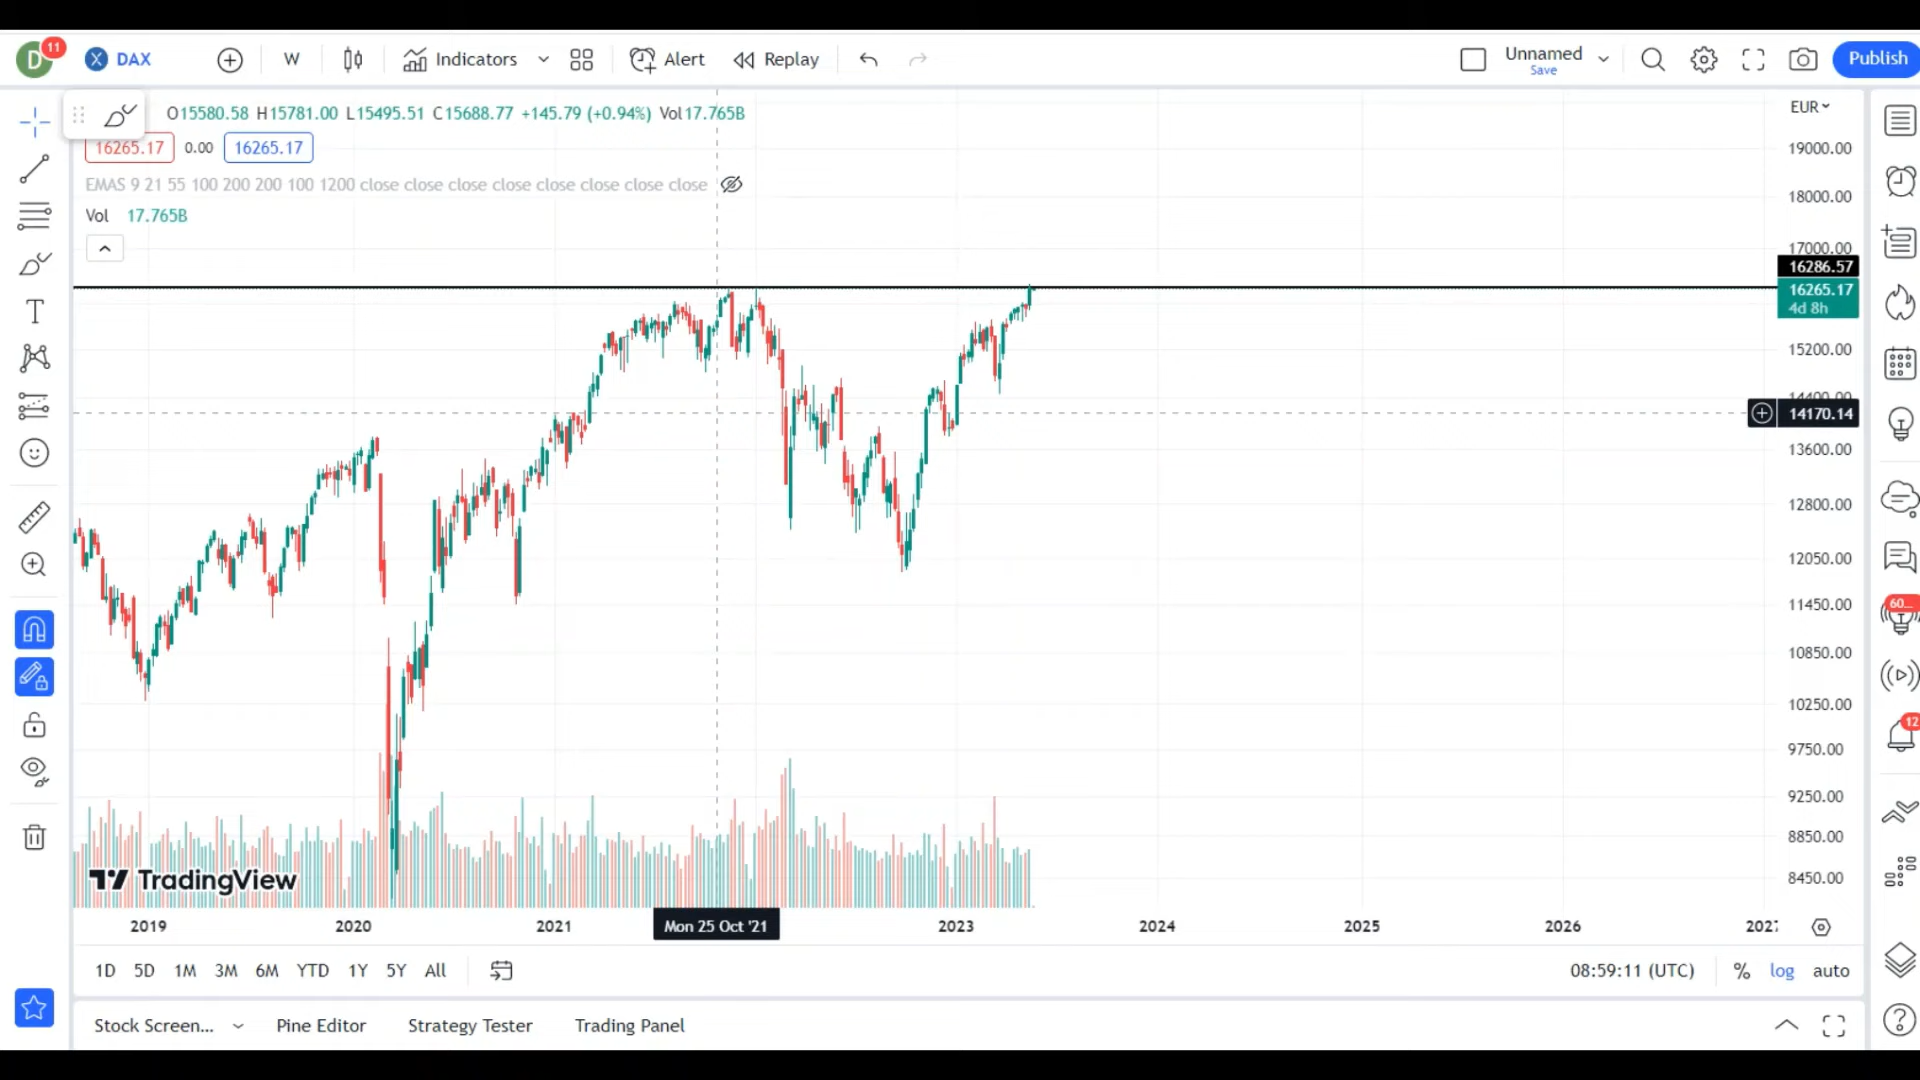 D 11 DAX W Indicators Alert Replay Unnamed Save Publish
O15580.58 H15781.00 L15495.51 C15688.77 +145.79 (+0.94%) Vol17.765B
EUR
16265.17 0.00 16265.17
EMAS 9 21 55 100 200 200 100 1200 close close close close close close close close
Vol 17.765B
19000.00
18000.00
17000.00
16286.57
16265.17
4d 8h
15200.00
14400.00
14170.14
13600.00
12800.00
12050.00
11450.00
60...
10850.00
10250.00
12
9750.00
9250.00
8850.00
8450.00
TradingView
2019 2020 2021 Mon 25 Oct '21 2023 2024 2025 2026
1D 5D 1M 3M 6M YTD 1Y 5Y All 08:59:11 (UTC) % log auto
Stock Screen... Pine Editor Strategy Tester Trading Panel